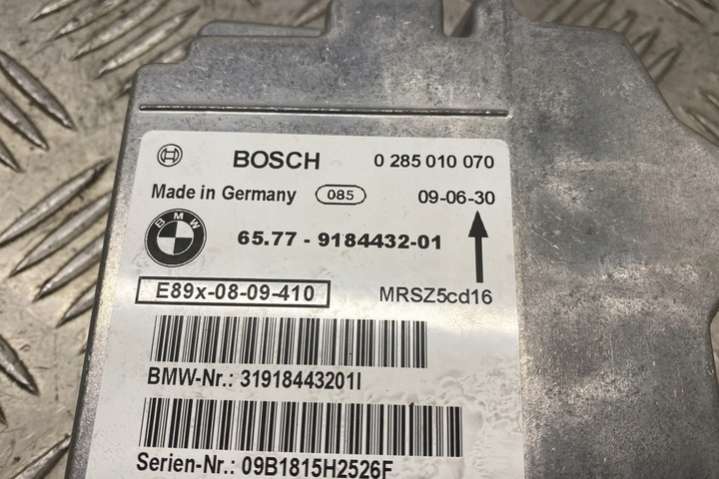 BOSCH 0 285 010 070
Made in Germany 085 09-06-30
BMW 65.77 - 9184432-01
E89x-08-09-410 MRSZ5cd16
BMW-Nr.: 31918443201I
Serien-Nr.: 09B1815H2526F